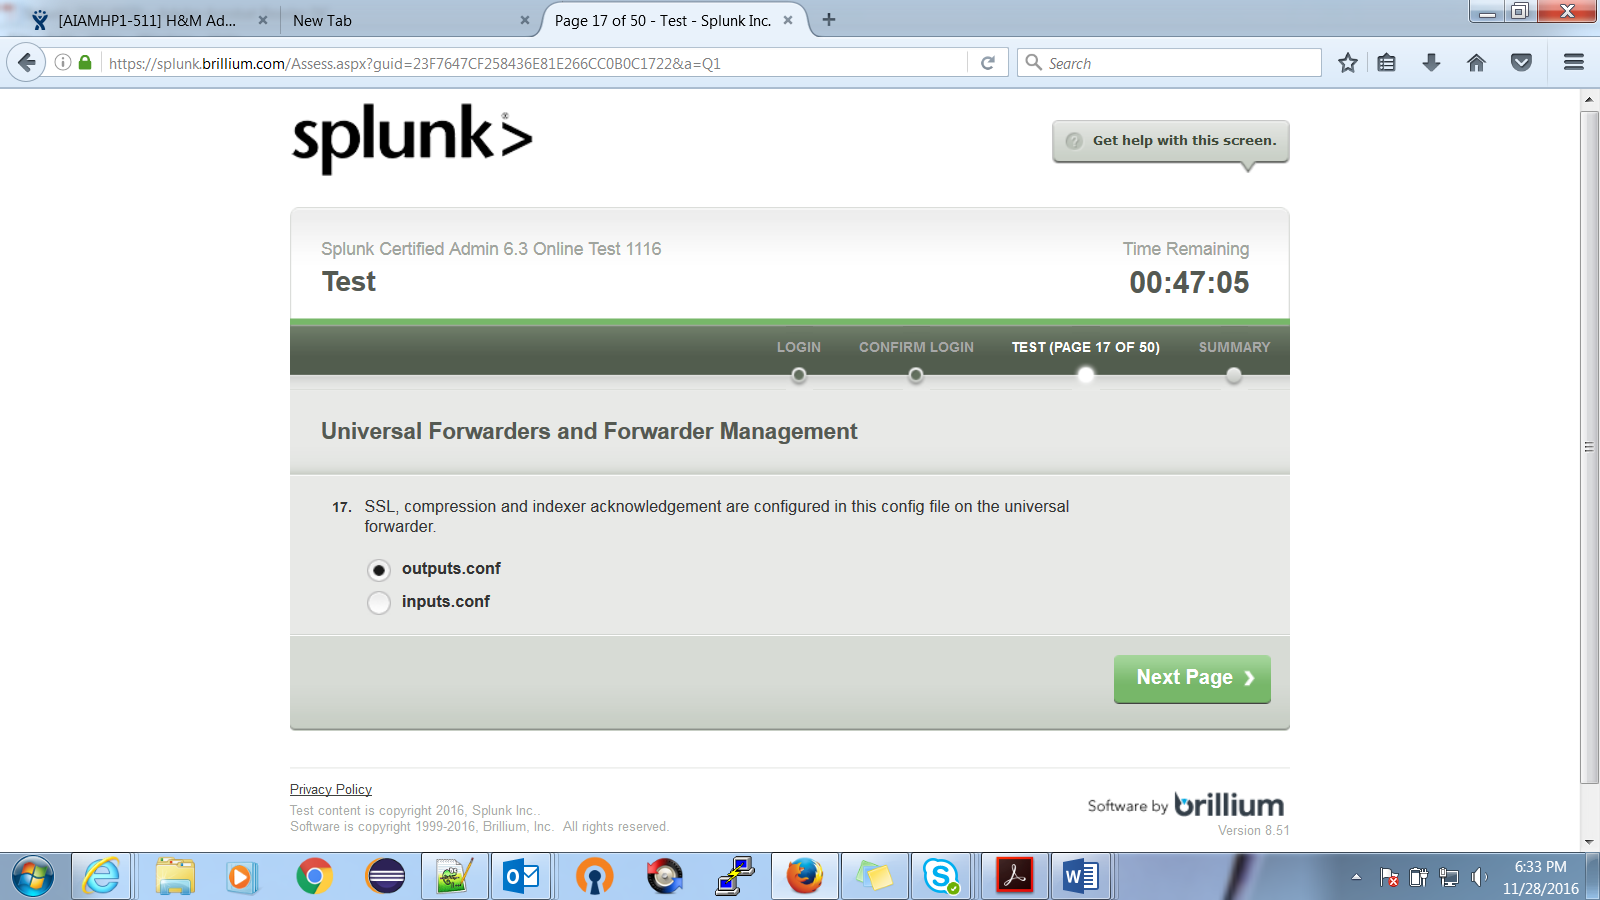 [AIAMHP1-511] H&M Ad...
New Tab
Page 17 of 50 - Test - Splunk Inc.
https://splunk.brillium.com/Assess.aspx?guid=23F7647CF258436E81E266CC0B0C1722&a=Q1
Search
splunk>
Get help with this screen.
Splunk Certified Admin 6.3 Online Test 1116
Time Remaining
Test
00:47:05
LOGIN
CONFIRM LOGIN
TEST (PAGE 17 OF 50)
SUMMARY
Universal Forwarders and Forwarder Management
17. SSL, compression and indexer acknowledgement are configured in this config file on the universal
forwarder.
outputs.conf
inputs.conf
Next Page
Privacy Policy
Test content is copyright 2016, Splunk Inc..
Software is copyright 1999-2016, Brillium, Inc.  All rights reserved.
Software by brillium
Version 8.51
6:33 PM
11/28/2016